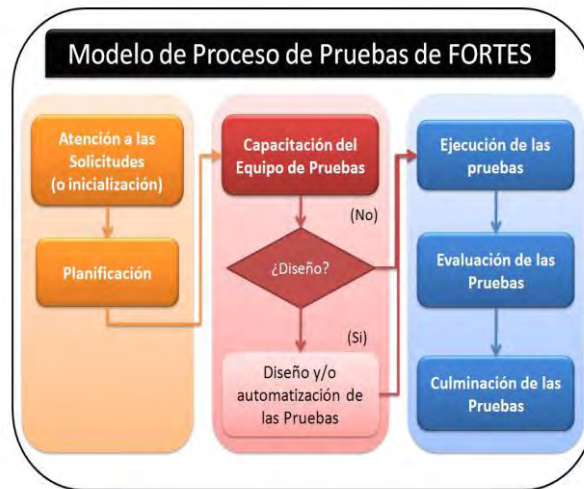 Modelo de Proceso de Pruebas de FORTES
Atención a las
Solicitudes
(o inicialización)
Planificación
Capacitación del
Equipo de Pruebas
(No)
¿Diseño?
(Si)
Diseño y/o
automatización de
las Pruebas
Ejecución de las
pruebas
Evaluación de las
Pruebas
Culminación de las
Pruebas